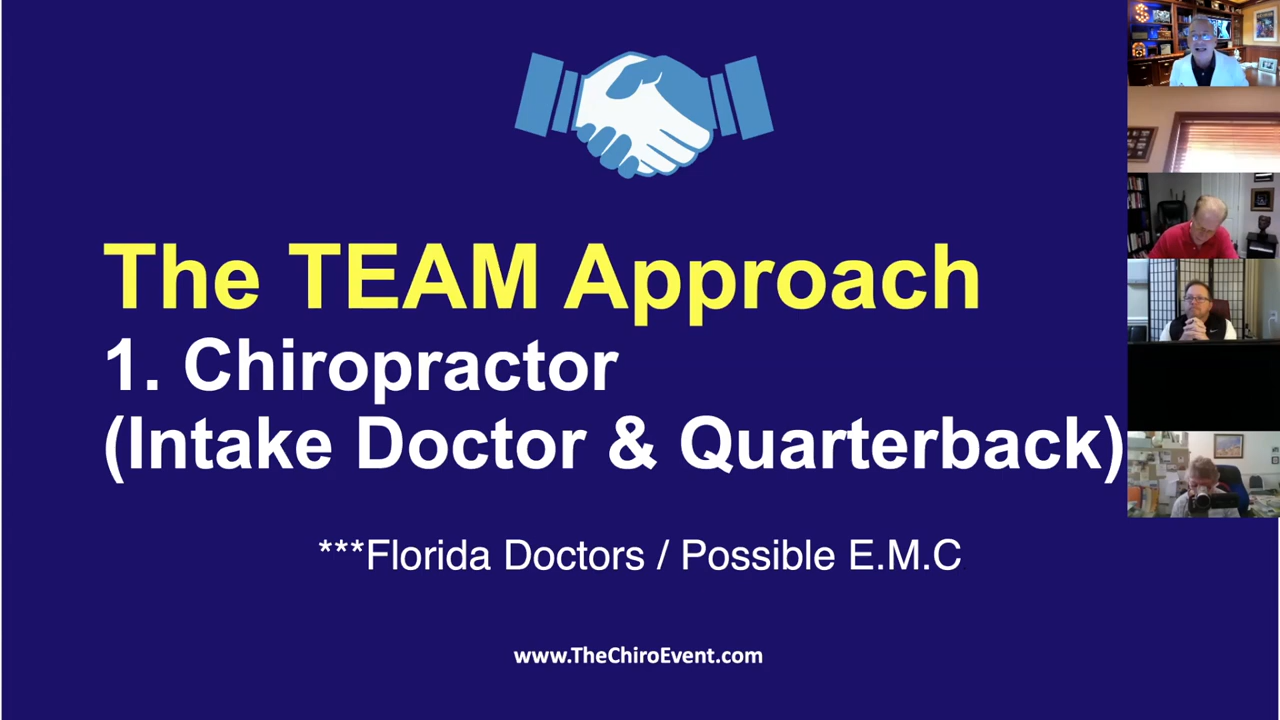 The TEAM Approach
1. Chiropractor
(Intake Doctor & Quarterback)
***Florida Doctors / Possible E.M.C
www.TheChiroEvent.com